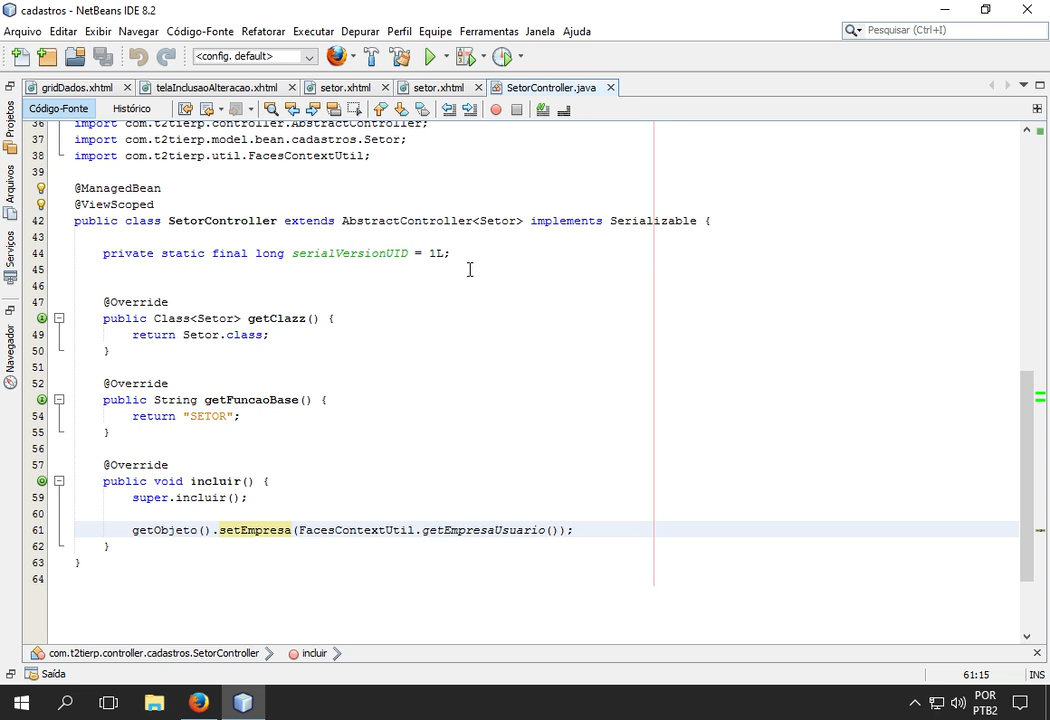 cadastros - NetBeans IDE 8.2
Arquivo Editar Exibir Navegar Código-Fonte Refatorar Executar Depurar Perfil Equipe Ferramentas Janela Ajuda
Pesquisar (Ctrl+I)
<config. default>
gridDados.xhtml telaInclusaoAlteracao.xhtml setor.xhtml setor.xhtml SetorController.java
Código-Fonte Histórico
Projetos
Arquivos
Serviços
Navegador
36 import com.t2tierp.controller.AbstractController;
37 import com.t2tierp.model.bean.cadastros.Setor;
38 import com.t2tierp.util.FacesContextUtil;
39
@ManagedBean
@ViewScoped
42 public class SetorController extends AbstractController<Setor> implements Serializable {
43
44 private static final long serialVersionUID = 1L;
45
46
47 @Override
public Class<Setor> getClazz() {
49 return Setor.class;
50 }
51
52 @Override
public String getFuncaoBase() {
54 return "SETOR";
55 }
56
57 @Override
public void incluir() {
59 super.incluir();
60
61 getObjeto().setEmpresa(FacesContextUtil.getEmpresaUsuario());
62 }
63 }
64
com.t2tierp.controller.cadastros.SetorController incluir
Saída
61:15 INS
POR
PTB2